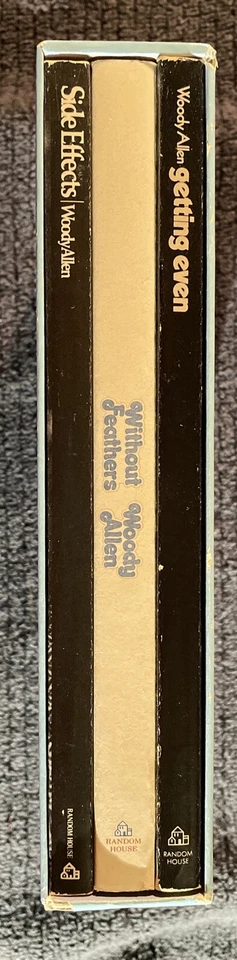 Side Effects | Woody Allen
RANDOM HOUSE
Without
Feathers
Woody
Allen
RANDOM
HOUSE
Woody Allen getting even
RANDOM
HOUSE